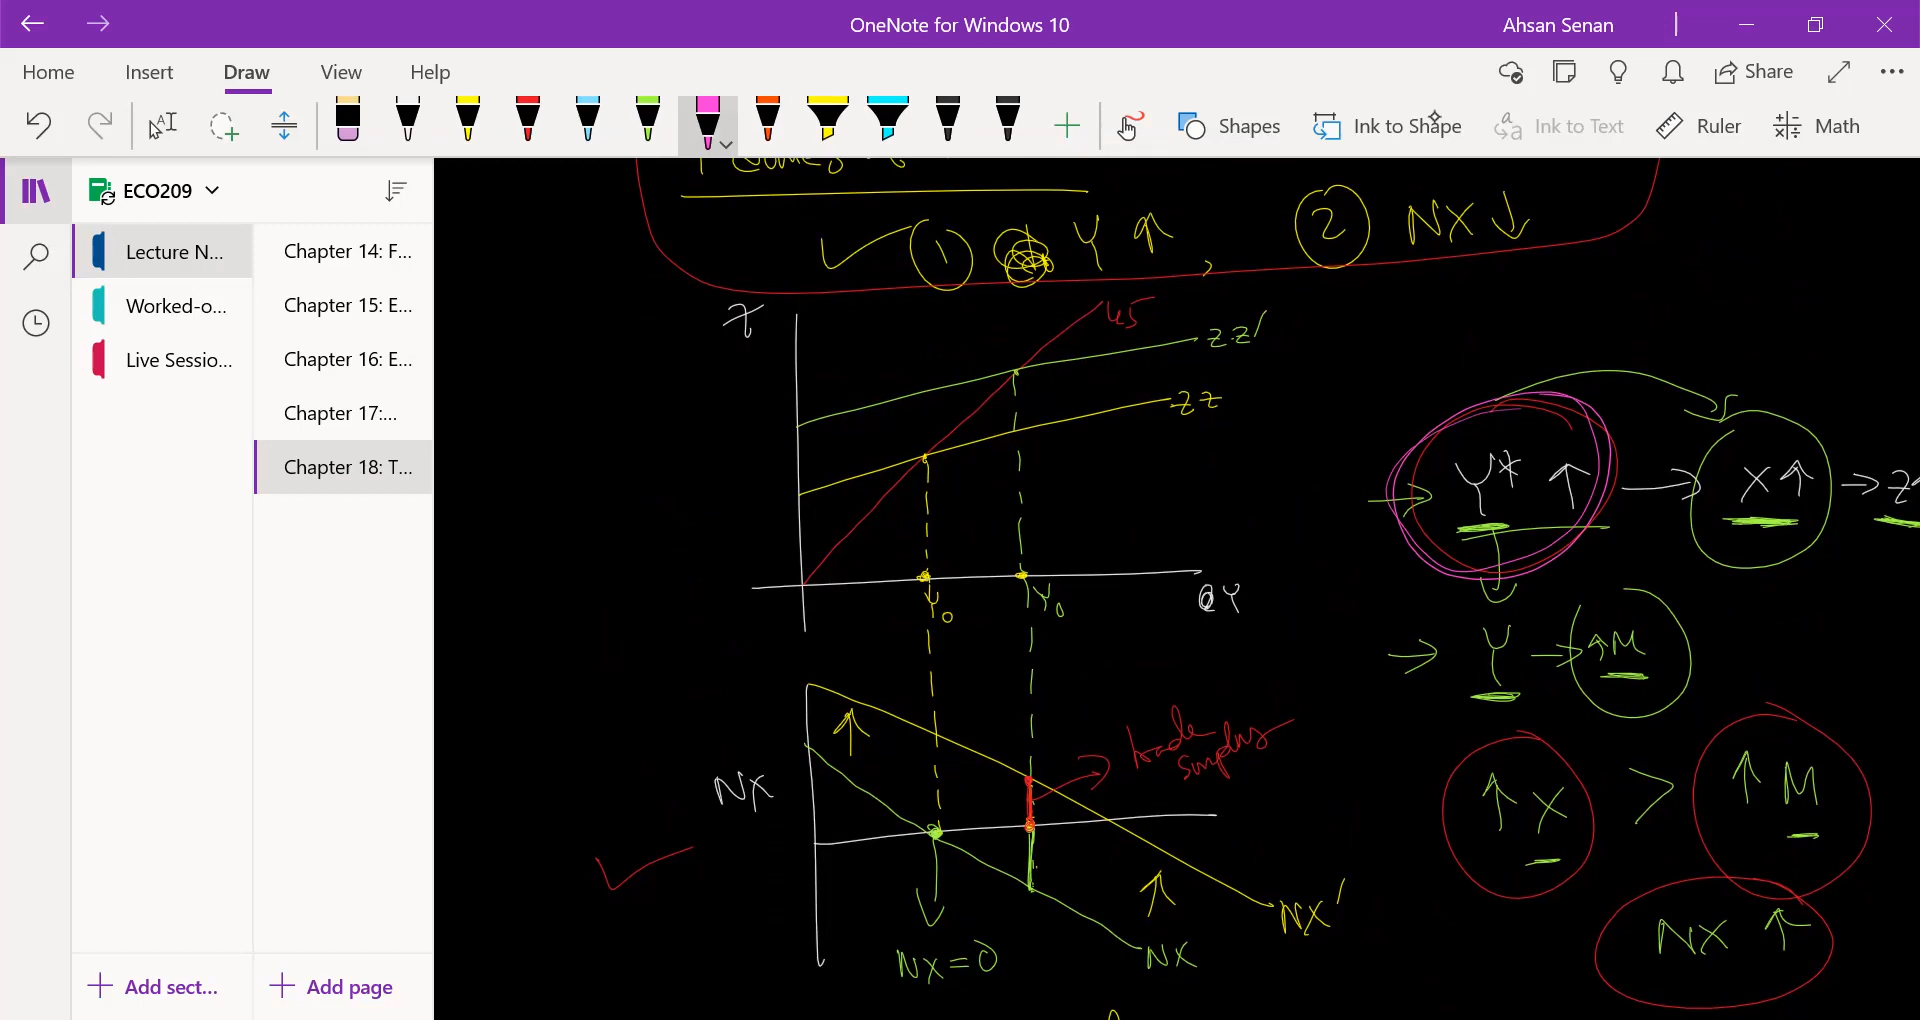 OneNote for Windows 10
Ahsan Senan
Home Insert Draw View Help
Share
Shapes Ink to Shape Ink to Text Ruler Math
ECO209
Lecture N...
Worked-o...
Live Sessio...
Chapter 14: F...
Chapter 15: E...
Chapter 16: E...
Chapter 17:...
Chapter 18: T...
Add sect...
Add page
① Y ↑ , ② NX ↓
Z
45
ZZ'
ZZ
Y* ↑ → X ↑ → Z↑
Y₀ Y₀ Y
→ Y → ↑ M
↑
trade
surplus
NX
↑ X > ↑ M
↑
NX'
NX = 0
NX
NX ↑